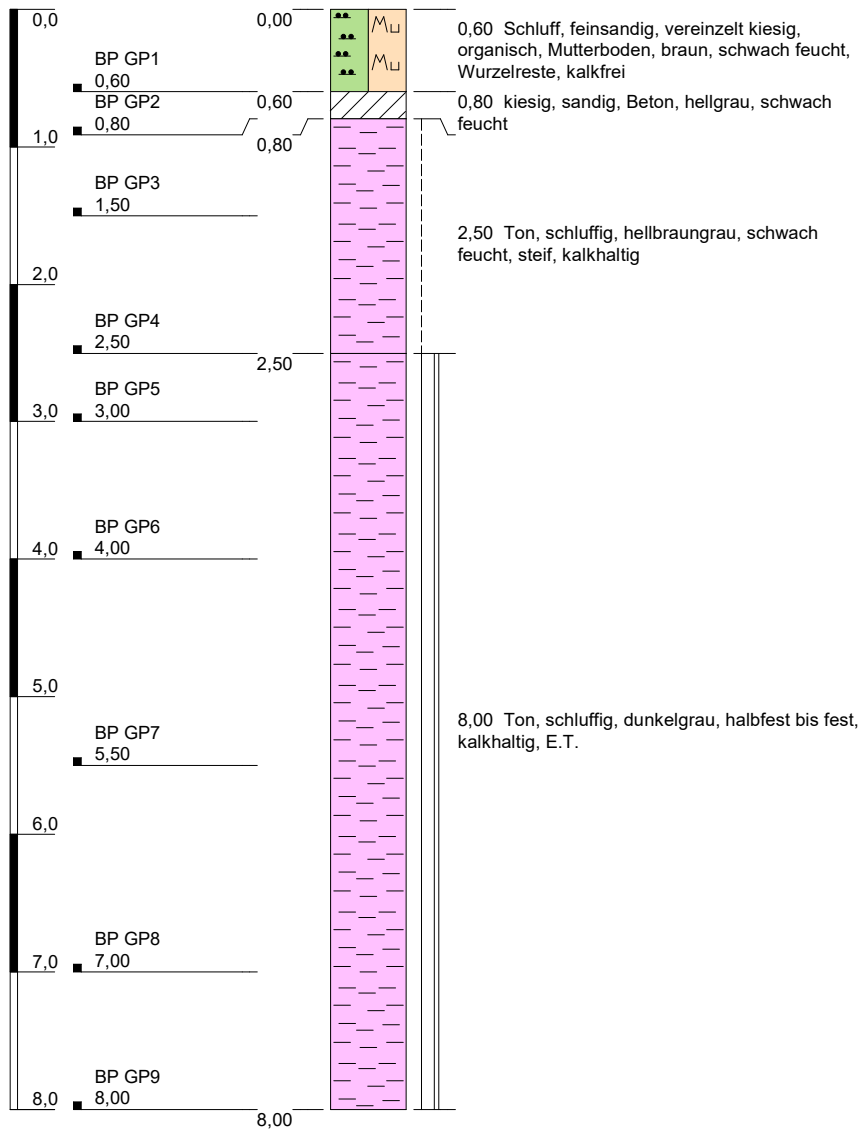 0,0
0,00
0,60 Schluff, feinsandig, vereinzelt kiesig,
organisch, Mutterboden, braun, schwach feucht,
Wurzelreste, kalkfrei
BP GP1
0,60
BP GP2
0,60
0,80 kiesig, sandig, Beton, hellgrau, schwach
feucht
0,80
1,0
0,80
BP GP3
1,50
2,50 Ton, schluffig, hellbraungrau, schwach
feucht, steif, kalkhaltig
2,0
BP GP4
2,50
2,50
BP GP5
3,00
3,0
BP GP6
4,00
4,0
5,0
8,00 Ton, schluffig, dunkelgrau, halbfest bis fest,
kalkhaltig, E.T.
BP GP7
5,50
6,0
BP GP8
7,00
7,0
BP GP9
8,00
8,0
8,00